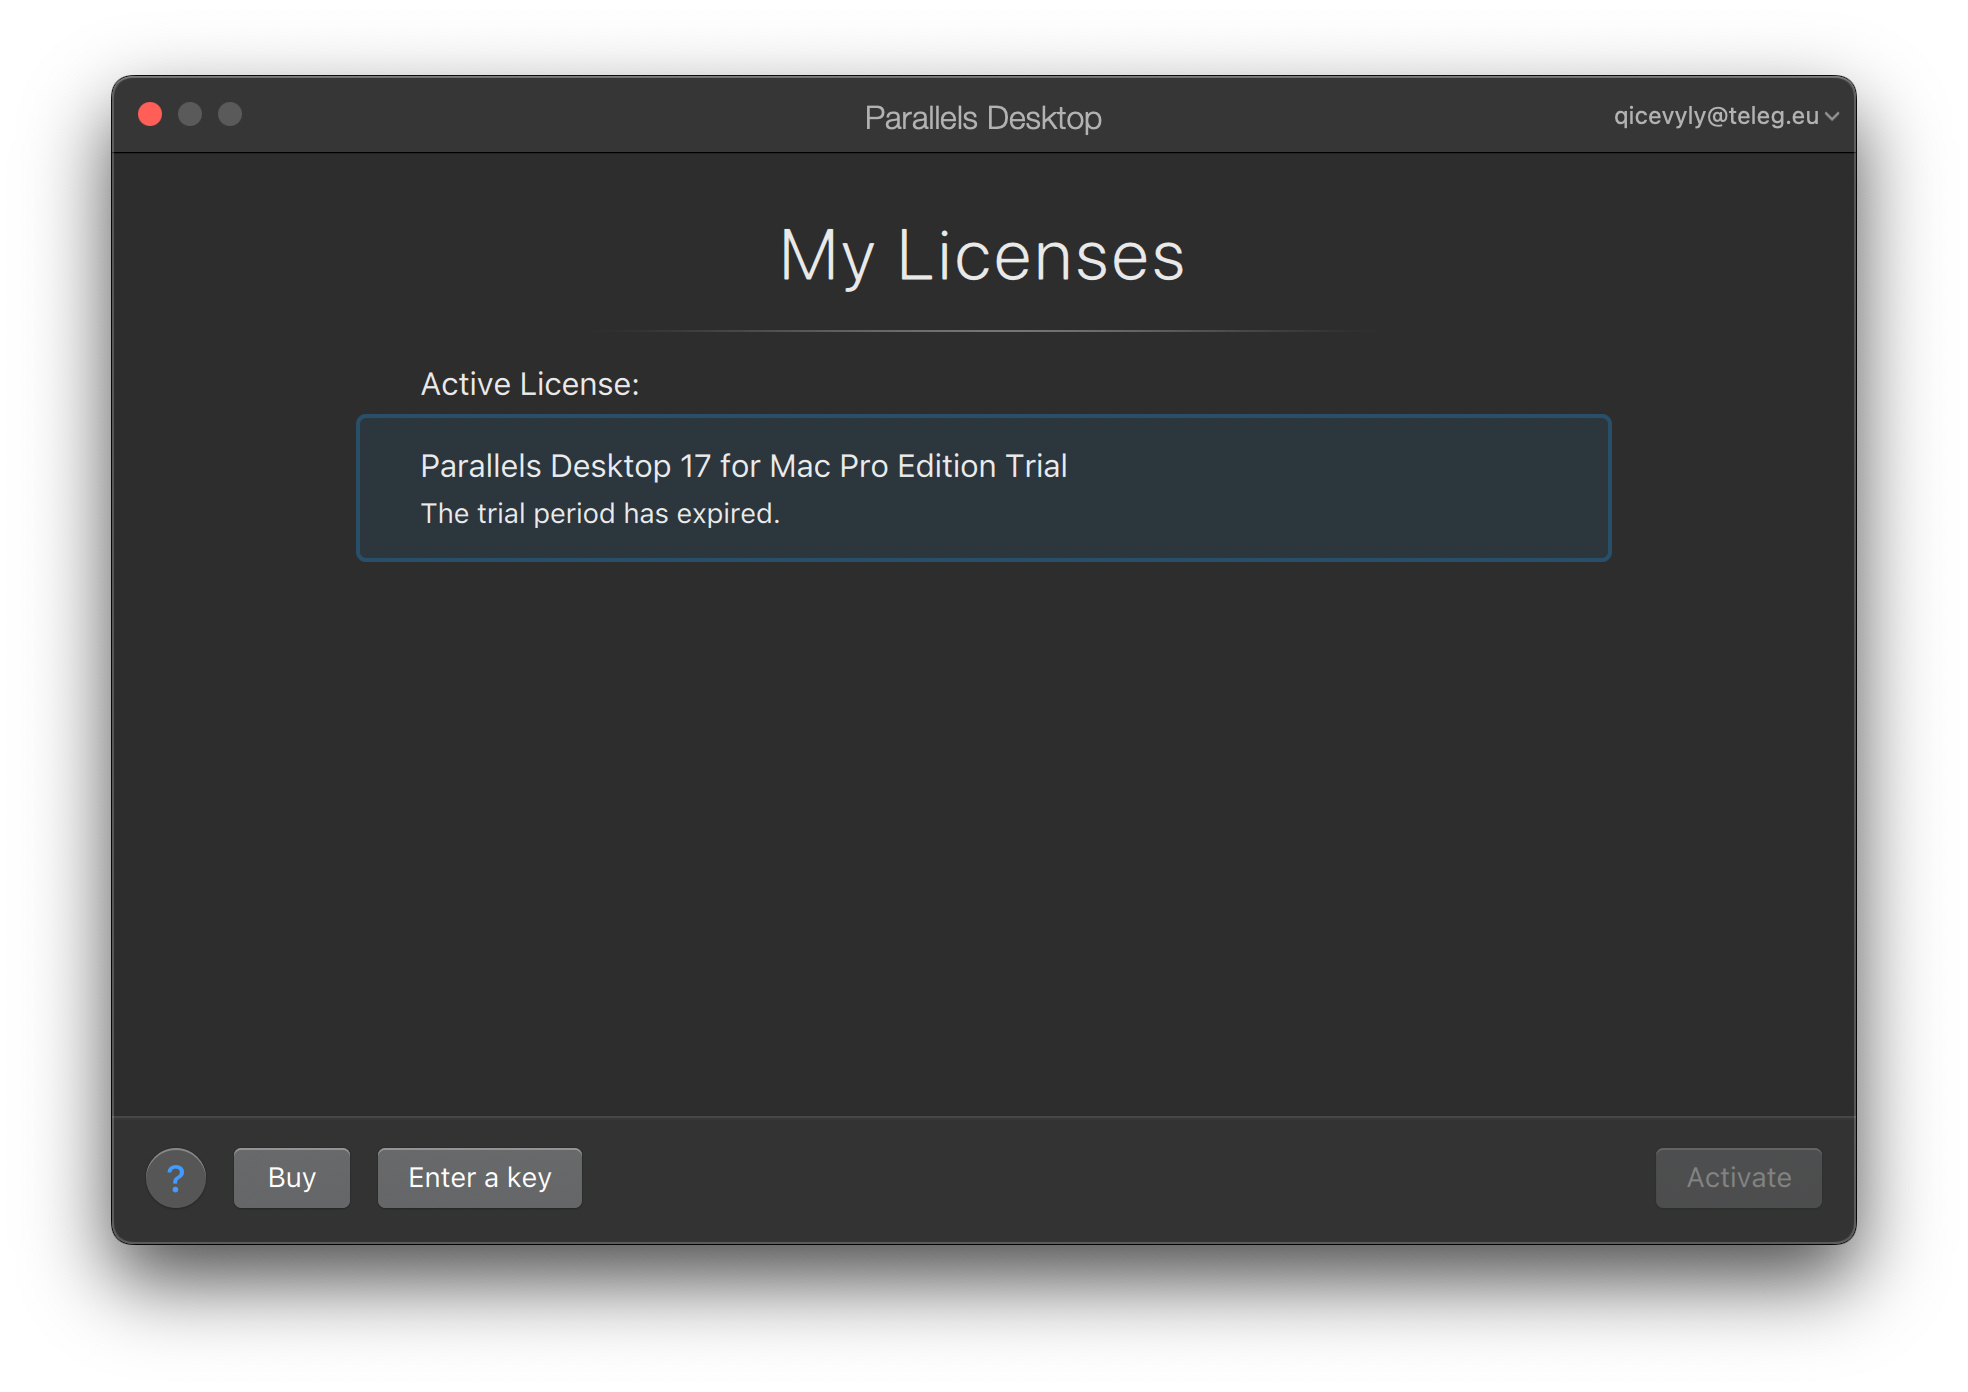 Parallels Desktop
qicevyly@teleg.eu
My Licenses
Active License:
Parallels Desktop 17 for Mac Pro Edition Trial
The trial period has expired.
?
Buy
Enter a key
Activate